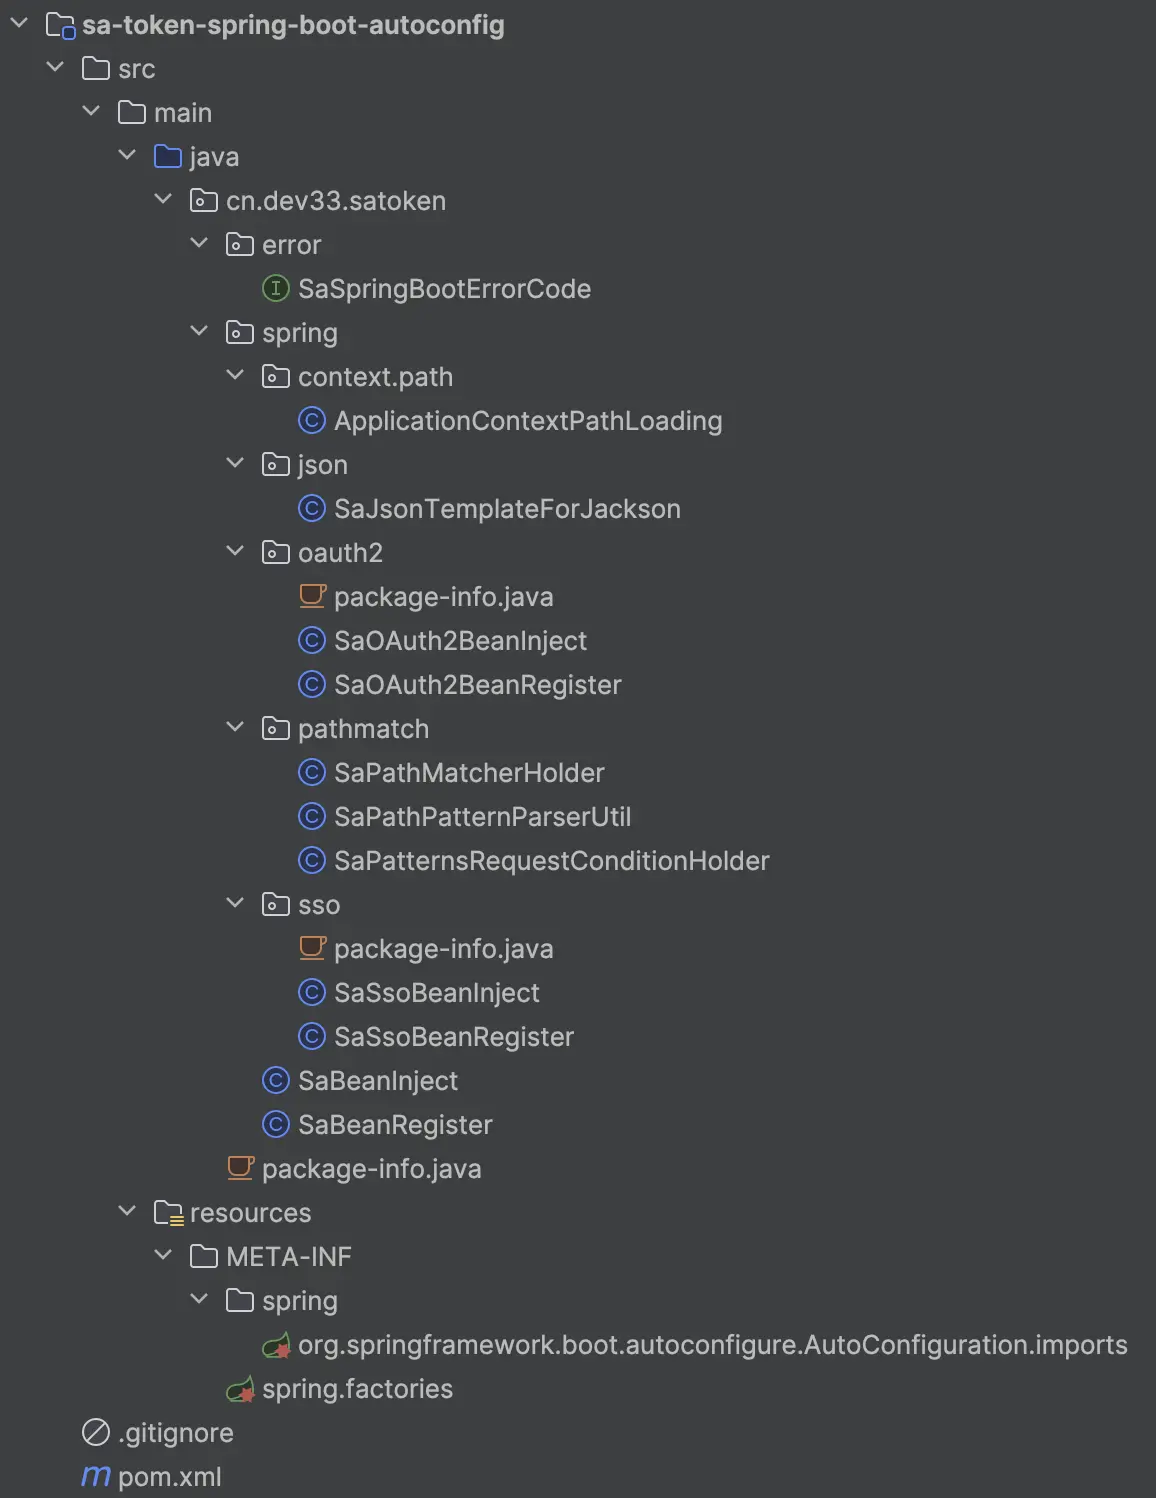 sa-token-spring-boot-autoconfig
src
main
java
cn.dev33.satoken
error
SaSpringBootErrorCode
spring
context.path
ApplicationContextPathLoading
json
SaJsonTemplateForJackson
oauth2
package-info.java
SaOAuth2BeanInject
SaOAuth2BeanRegister
pathmatch
SaPathMatcherHolder
SaPathPatternParserUtil
SaPatternsRequestConditionHolder
sso
package-info.java
SaSsoBeanInject
SaSsoBeanRegister
SaBeanInject
SaBeanRegister
package-info.java
resources
META-INF
spring
org.springframework.boot.autoconfigure.AutoConfiguration.imports
spring.factories
.gitignore
pom.xml